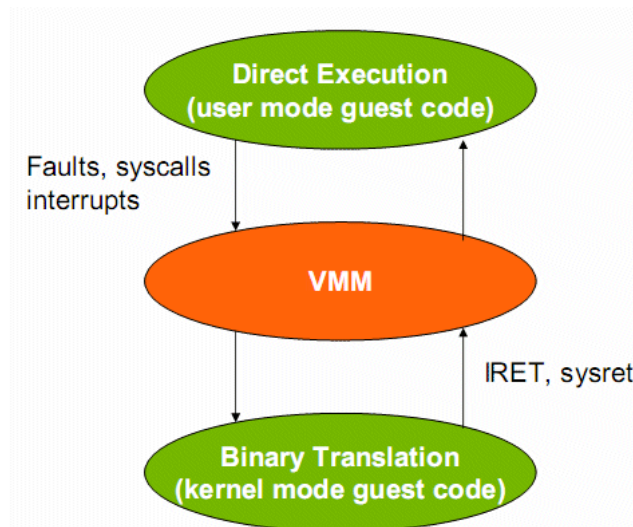 Direct Execution
(user mode guest code)
Faults, syscalls
interrupts
VMM
IRET, sysret
Binary Translation
(kernel mode guest code)